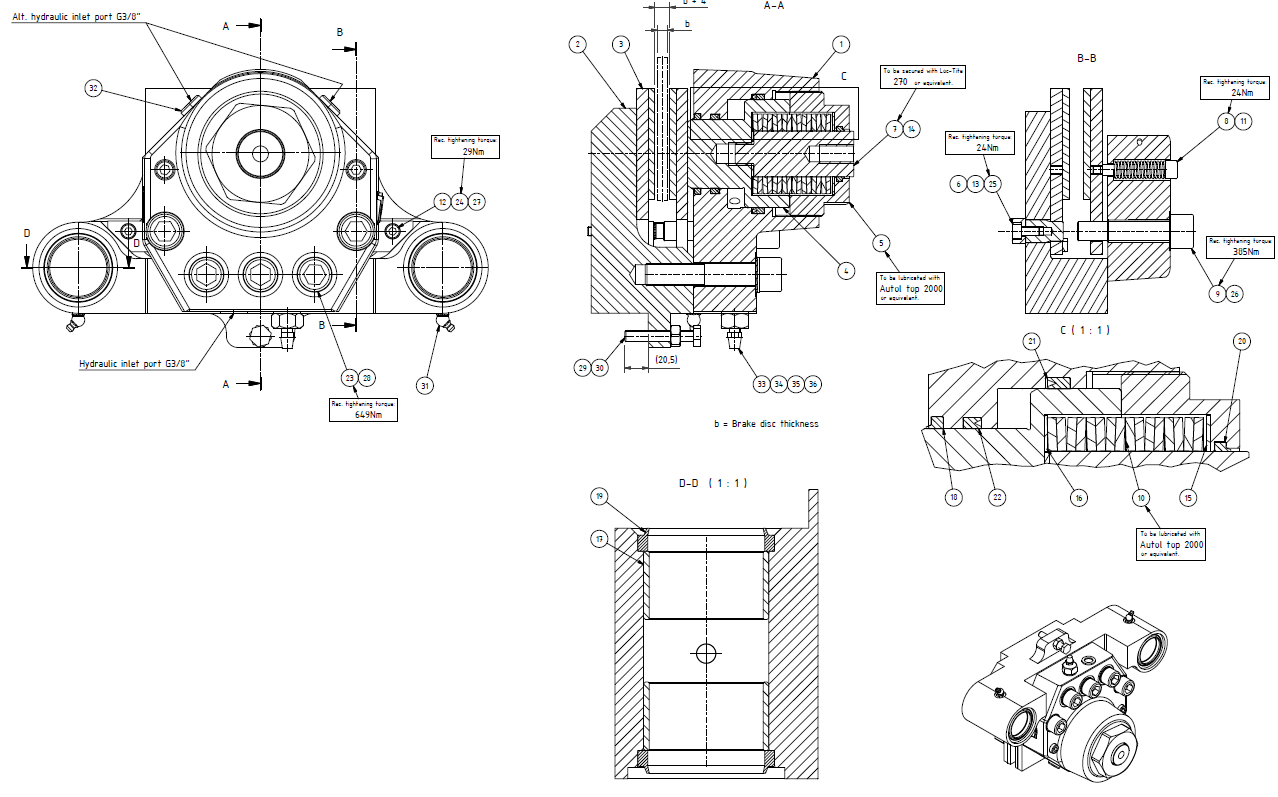 Alt. hydraulic inlet port G3/8"
A
B
32
Rec. tightening torque
29Nm
12 24 27
D
D
B
A
Hydraulic inlet port G3/8"
23 28
Rec. tightening torque
649Nm
31
A-A
b + 4
b
2
3
1
C
To be secured with Loc-Tite
270 or equivalent.
7 14
5
4
To be lubricated with
Autol top 2000
or equivalent.
(20,5)
29 30
33 34 35 36
b = Brake disc thickness
B-B
Rec. tightening torque
24Nm
8 11
Rec. tightening torque
24Nm
6 13 25
Rec. tightening torque
305Nm
9 26
C ( 1 : 1 )
21
20
18
22
16
10
15
To be lubricated with
Autol top 2000
or equivalent.
D-D ( 1 : 1 )
19
17